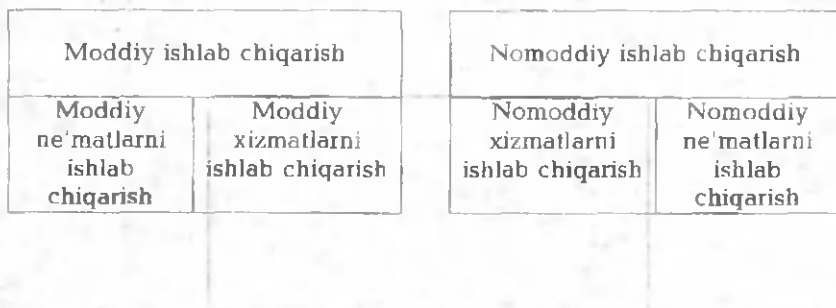 Moddiy ishlab chiqarish
Moddiy
ne'matlarni
ishlab
chiqarish
Moddiy
xizmatlarni
ishlab chiqarish
Nomoddiy ishlab chiqarish
Nomoddiy
xizmatlarni
ishlab chiqarish
Nomoddiy
ne'matlarni
ishlab
chiqarish